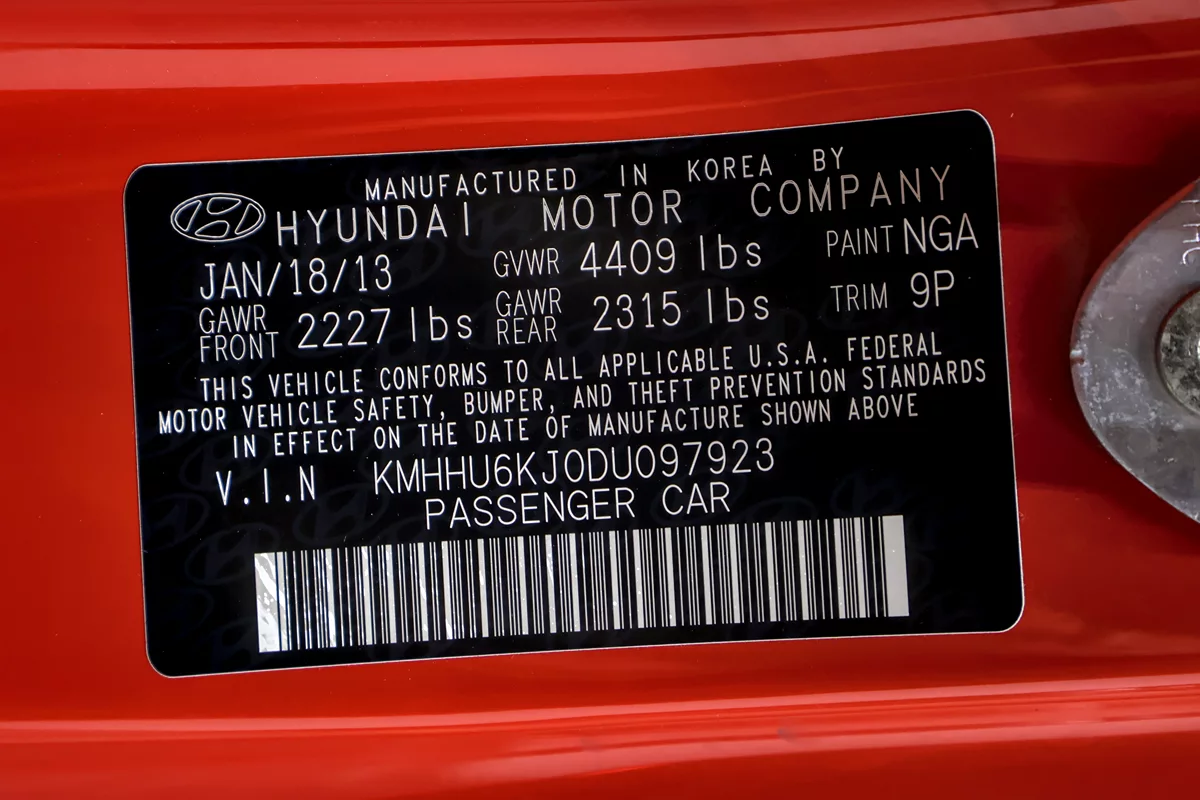 MANUFACTURED IN KOREA BY
HYUNDAI MOTOR COMPANY
JAN/18/13 GVWR 4409 lbs PAINT NGA
GAWR FRONT 2227 lbs GAWR REAR 2315 lbs TRIM 9P
THIS VEHICLE CONFORMS TO ALL APPLICABLE U.S.A. FEDERAL
MOTOR VEHICLE SAFETY, BUMPER, AND THEFT PREVENTION STANDARDS
IN EFFECT ON THE DATE OF MANUFACTURE SHOWN ABOVE
V.I.N KMHHU6KJ0DU097923
PASSENGER CAR